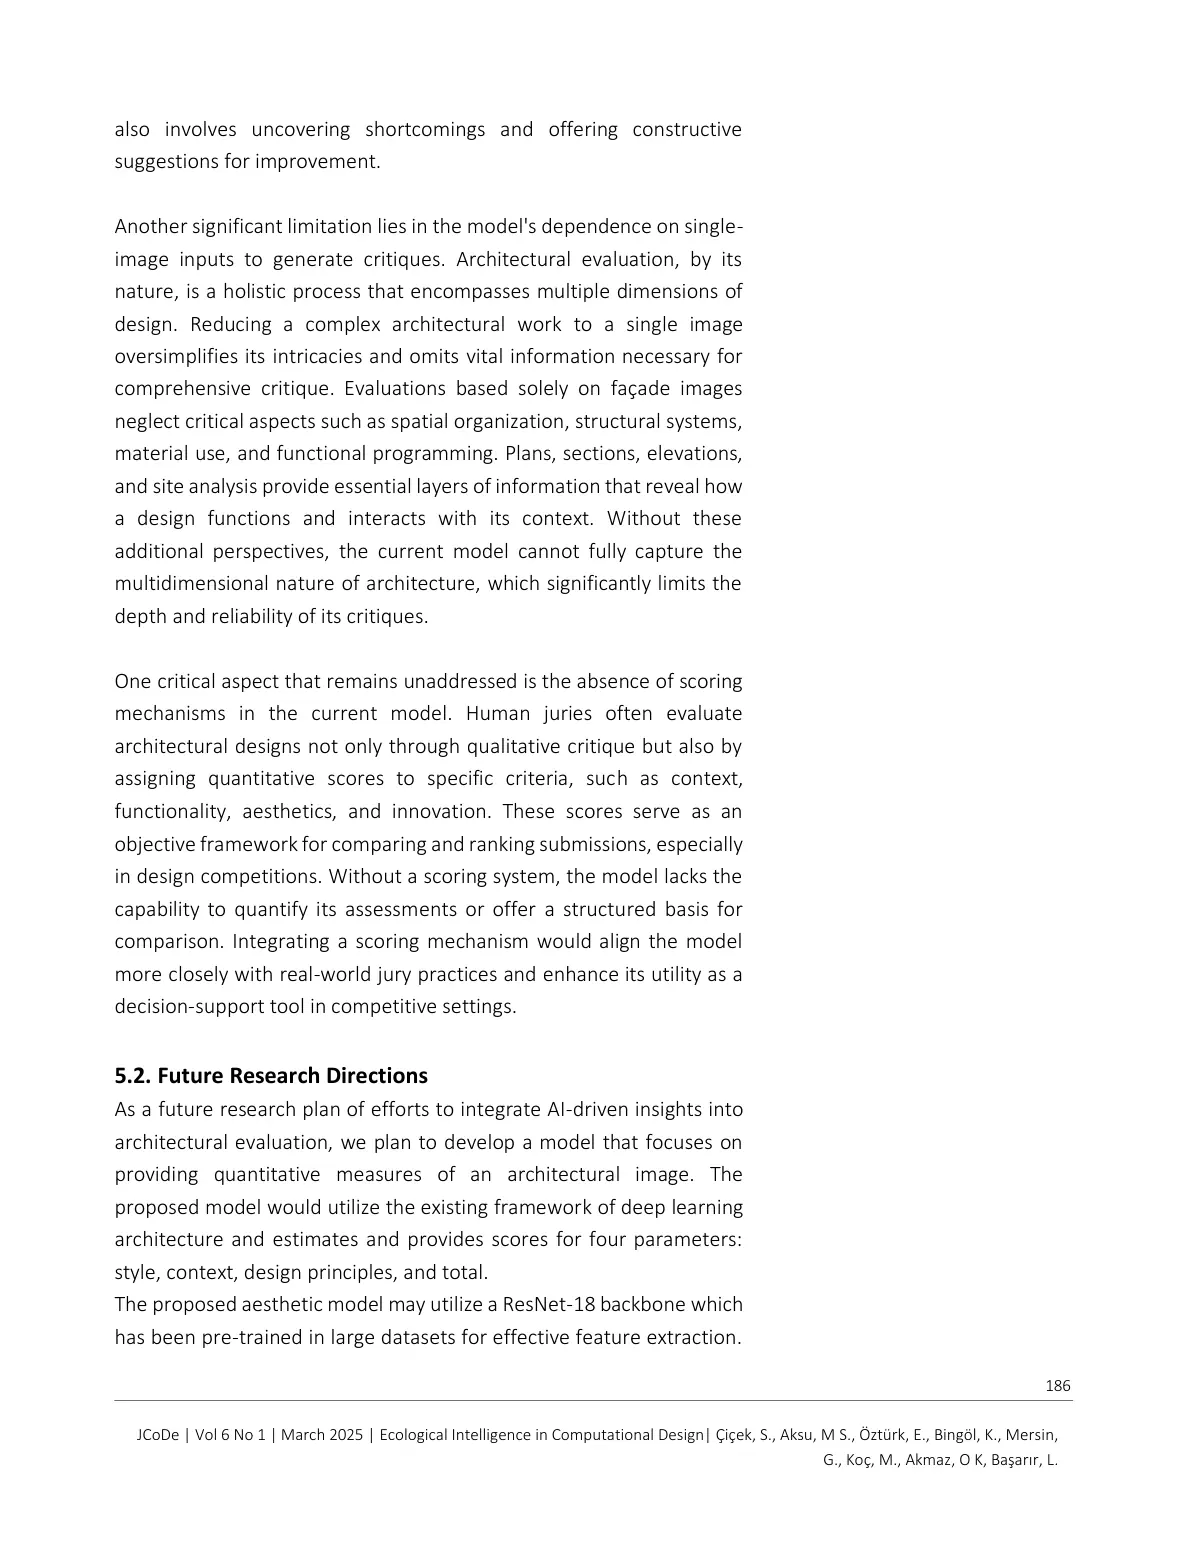 also involves uncovering shortcomings and offering constructive
suggestions for improvement.
Another significant limitation lies in the model's dependence on single-
image inputs to generate critiques. Architectural evaluation, by its
nature, is a holistic process that encompasses multiple dimensions of
design. Reducing a complex architectural work to a single image
oversimplifies its intricacies and omits vital information necessary for
comprehensive critique. Evaluations based solely on façade images
neglect critical aspects such as spatial organization, structural systems,
material use, and functional programming. Plans, sections, elevations,
and site analysis provide essential layers of information that reveal how
a design functions and interacts with its context. Without these
additional perspectives, the current model cannot fully capture the
multidimensional nature of architecture, which significantly limits the
depth and reliability of its critiques.
One critical aspect that remains unaddressed is the absence of scoring
mechanisms in the current model. Human juries often evaluate
architectural designs not only through qualitative critique but also by
assigning quantitative scores to specific criteria, such as context,
functionality, aesthetics, and innovation. These scores serve as an
objective framework for comparing and ranking submissions, especially
in design competitions. Without a scoring system, the model lacks the
capability to quantify its assessments or offer a structured basis for
comparison. Integrating a scoring mechanism would align the model
more closely with real-world jury practices and enhance its utility as a
decision-support tool in competitive settings.
5.2. Future Research Directions
As a future research plan of efforts to integrate AI-driven insights into
architectural evaluation, we plan to develop a model that focuses on
providing quantitative measures of an architectural image. The
proposed model would utilize the existing framework of deep learning
architecture and estimates and provides scores for four parameters:
style, context, design principles, and total.
The proposed aesthetic model may utilize a ResNet-18 backbone which
has been pre-trained in large datasets for effective feature extraction.
186
JCoDe | Vol 6 No 1 | March 2025 | Ecological Intelligence in Computational Design| Çiçek, S., Aksu, M S., Öztürk, E., Bingöl, K., Mersin,
G., Koç, M., Akmaz, O K, Başarır, L.